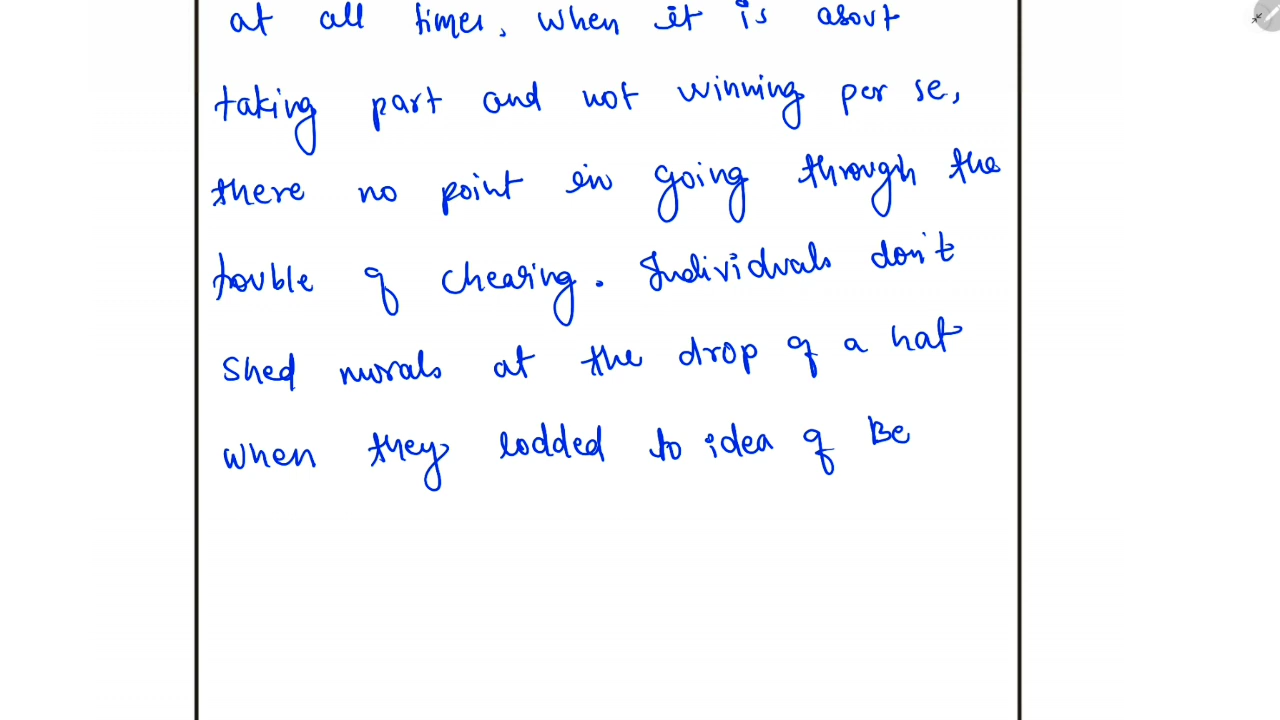 at all times, when it is about
taking part and not winning per se,
there no point in going through the
trouble of cheating. Individuals don't
shed morals at the drop of a hat
when they lodded to idea of Be